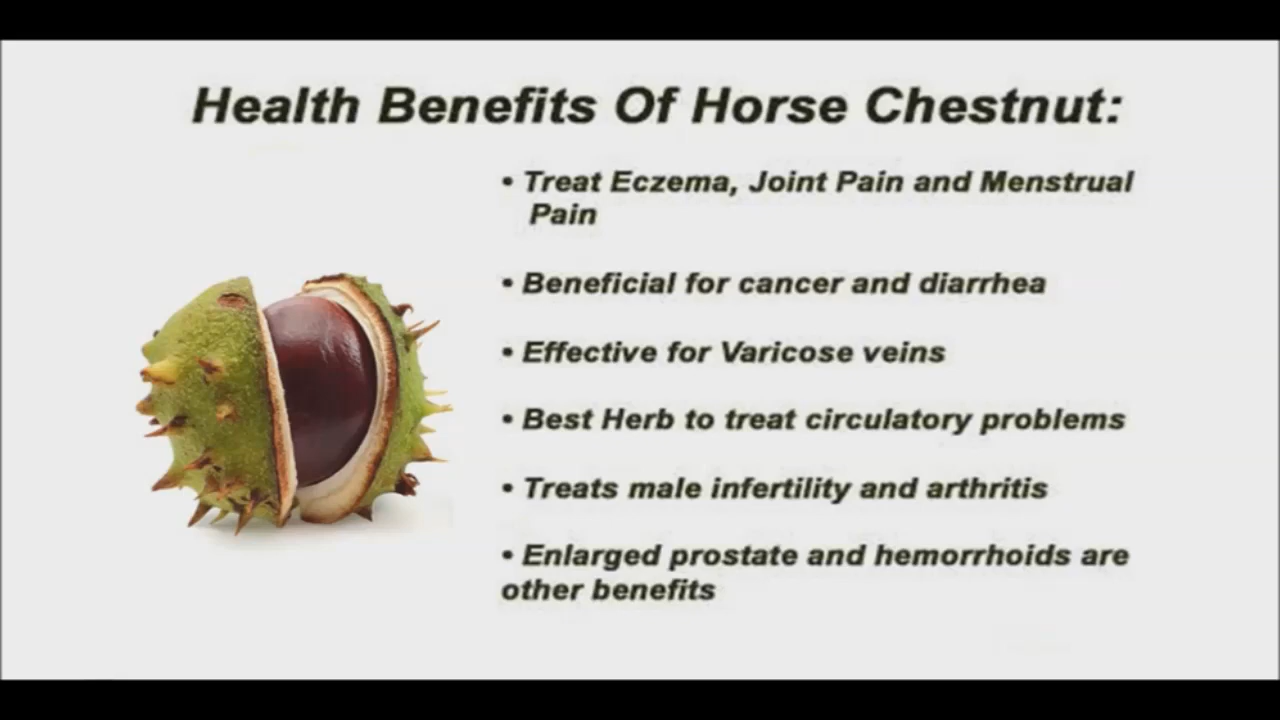 Health Benefits Of Horse Chestnut:
• Treat Eczema, Joint Pain and Menstrual
Pain
• Beneficial for cancer and diarrhea
• Effective for Varicose veins
• Best Herb to treat circulatory problems
• Treats male infertility and arthritis
• Enlarged prostate and hemorrhoids are
other benefits